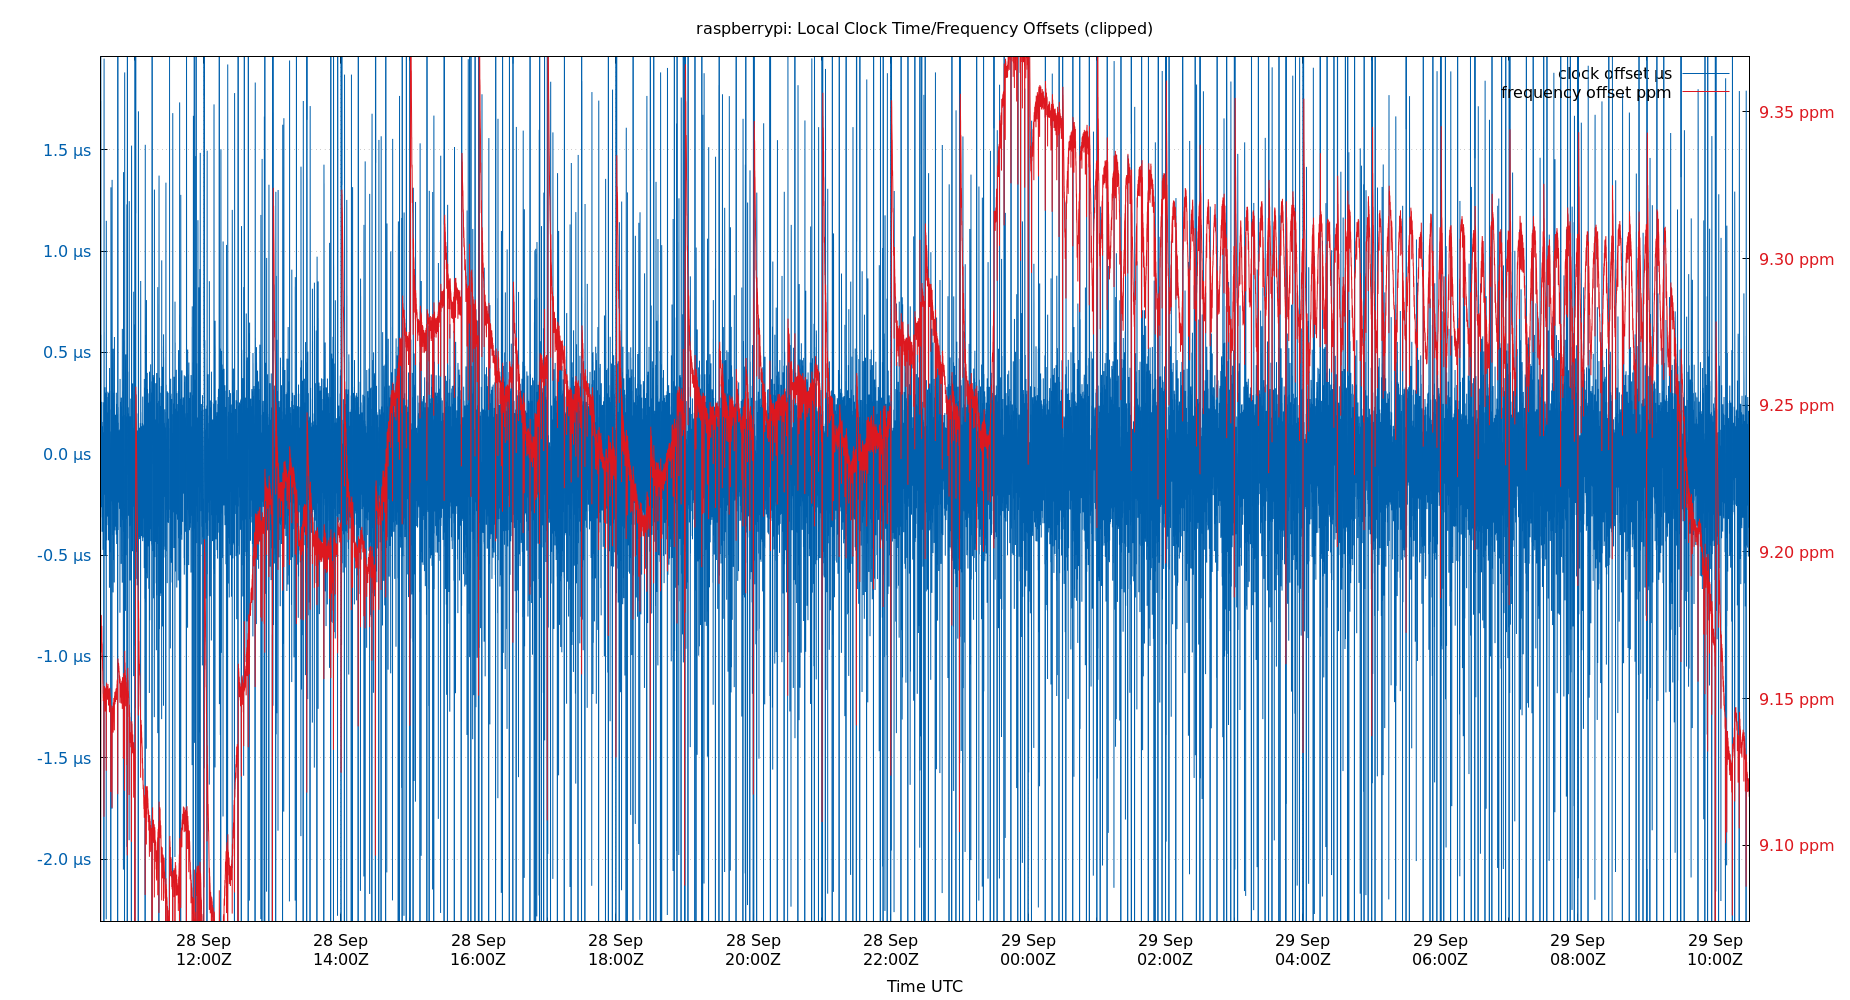 raspberrypi: Local Clock Time/Frequency Offsets (clipped)
clock offset µs
frequency offset ppm
1.5 µs
1.0 µs
0.5 µs
0.0 µs
-0.5 µs
-1.0 µs
-1.5 µs
-2.0 µs
9.35 ppm
9.30 ppm
9.25 ppm
9.20 ppm
9.15 ppm
9.10 ppm
28 Sep
12:00Z
28 Sep
14:00Z
28 Sep
16:00Z
28 Sep
18:00Z
28 Sep
20:00Z
28 Sep
22:00Z
29 Sep
00:00Z
29 Sep
02:00Z
29 Sep
04:00Z
29 Sep
06:00Z
29 Sep
08:00Z
29 Sep
10:00Z
Time UTC